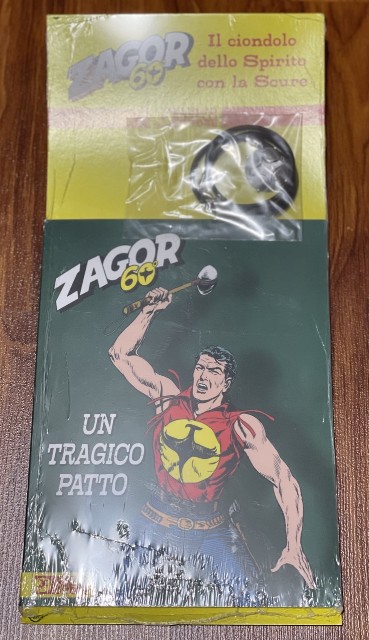 ZAGOR
60
Il ciondolo
dello Spirito
con la Scure
ZAGOR
60
UN
TRAGICO
PATTO